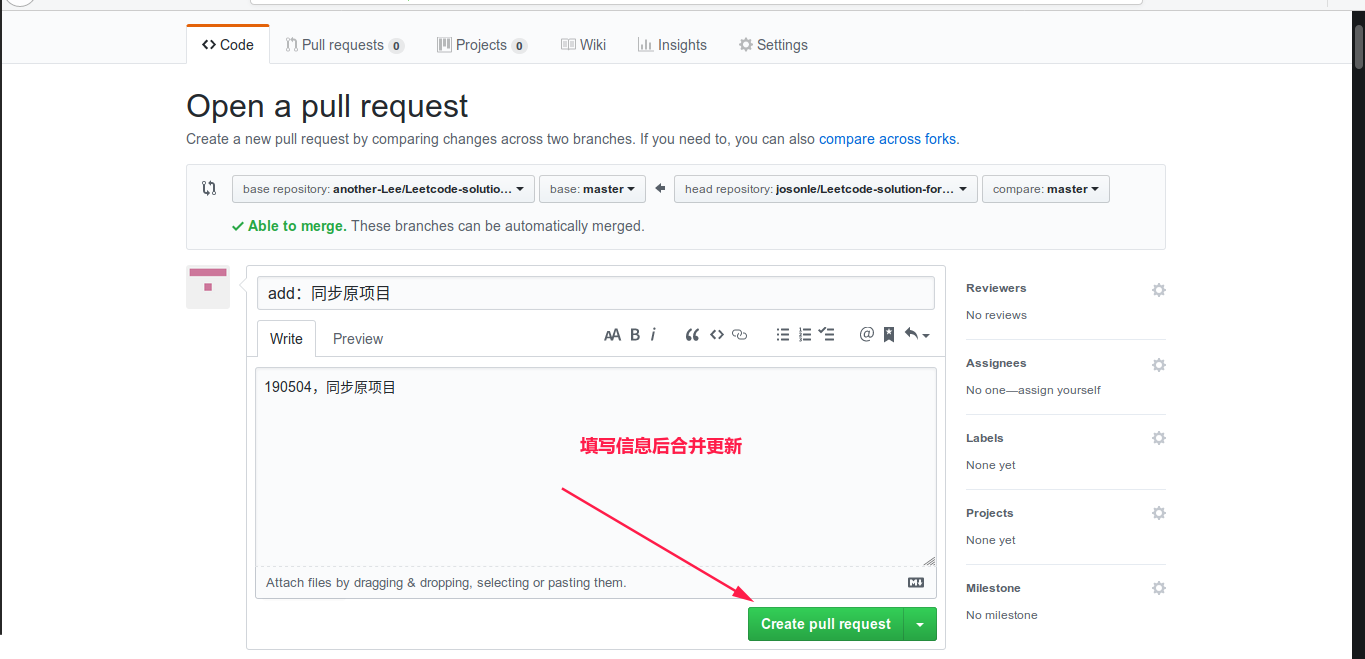 Code Pull requests 0 Projects 0 Wiki Insights Settings
Open a pull request
Create a new pull request by comparing changes across two branches. If you need to, you can also compare across forks.
base repository: another-Lee/Leetcode-solutio... base: master head repository: josonle/Leetcode-solution-for... compare: master
Able to merge. These branches can be automatically merged.
add：同步原项目
Write Preview
AA B i
190504，同步原项目
填写信息后合并更新
Attach files by dragging & dropping, selecting or pasting them.
Create pull request
Reviewers
No reviews
Assignees
No one—assign yourself
Labels
None yet
Projects
None yet
Milestone
No milestone